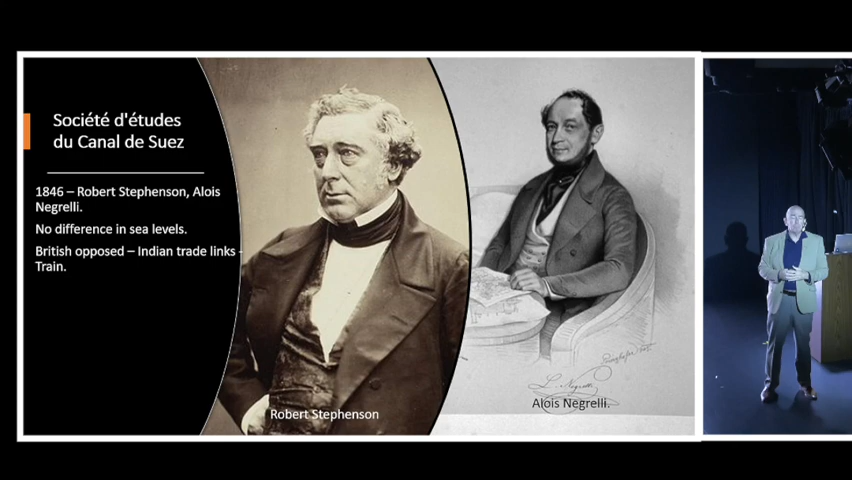 Société d'études
du Canal de Suez
1846 – Robert Stephenson, Alois
Negrelli.
No difference in sea levels.
British opposed – Indian trade links -
Train.
Robert Stephenson
Alois Negrelli.